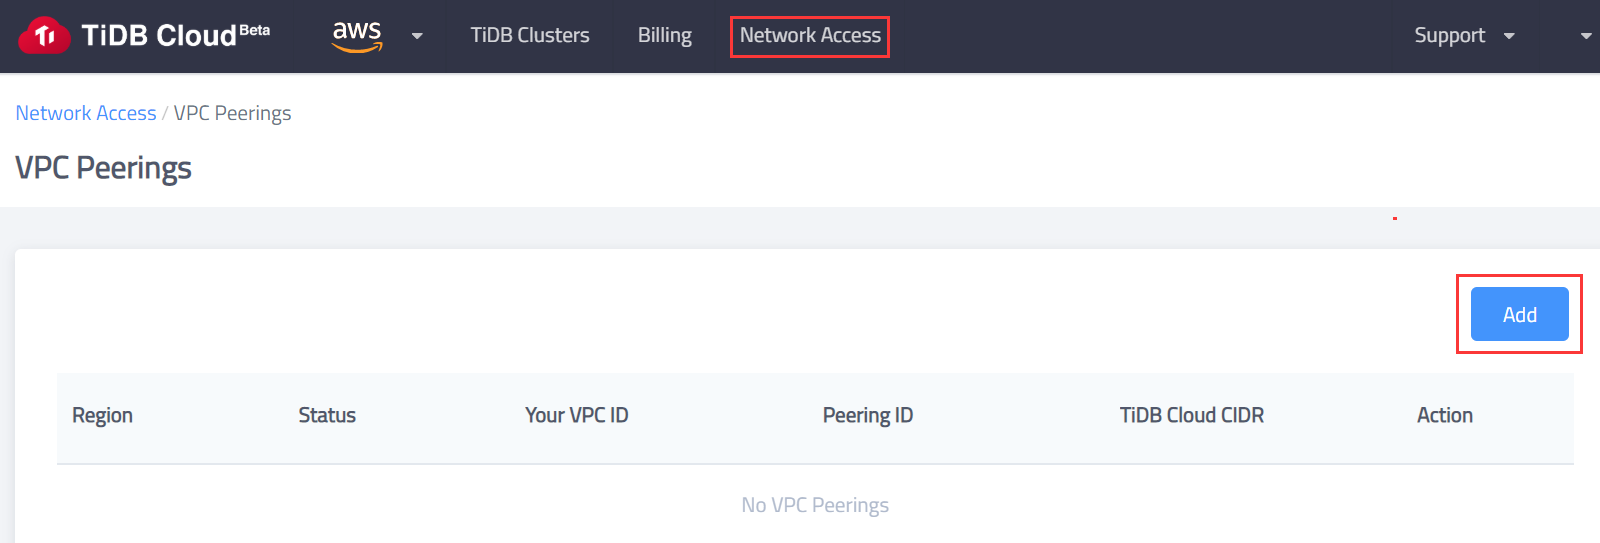 TiDB Cloud Beta aws TiDB Clusters Billing Network Access Support
Network Access / VPC Peerings
VPC Peerings
Add
Region Status Your VPC ID Peering ID TiDB Cloud CIDR Action
No VPC Peerings